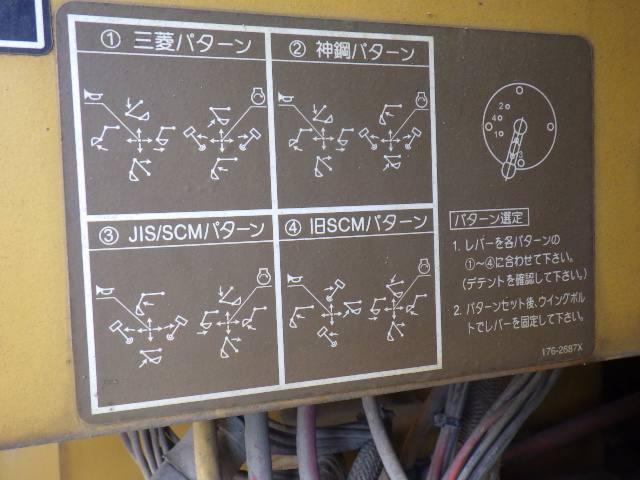 ① 三菱パターン
② 神鋼パターン
③ JIS/SCMパターン
④ 旧SCMパターン
2
4
1
3
パターン選定
1. レバーを各パターンの
①〜④に合わせて下さい。
(デテントを確認して下さい。)
2. パターンセット後、ウイングボル
トでレバーを固定して下さい。
176-2687X